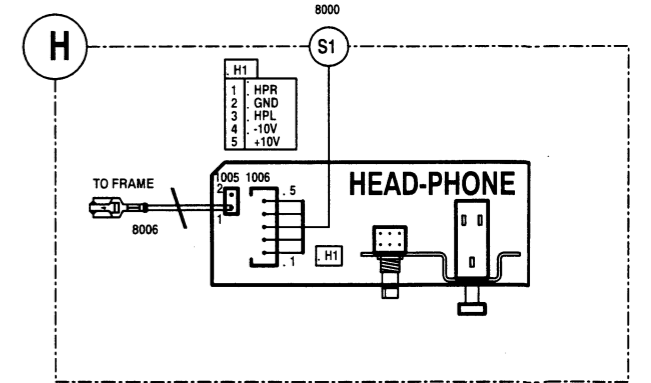 8000
H
S1
. H1
1 . HPR
2 . GND
3 . HPL
4 . -10V
5 +10V
1005 1006
2
TO FRAME
. 5
HEAD-PHONE
1
8006
. H1
. 1